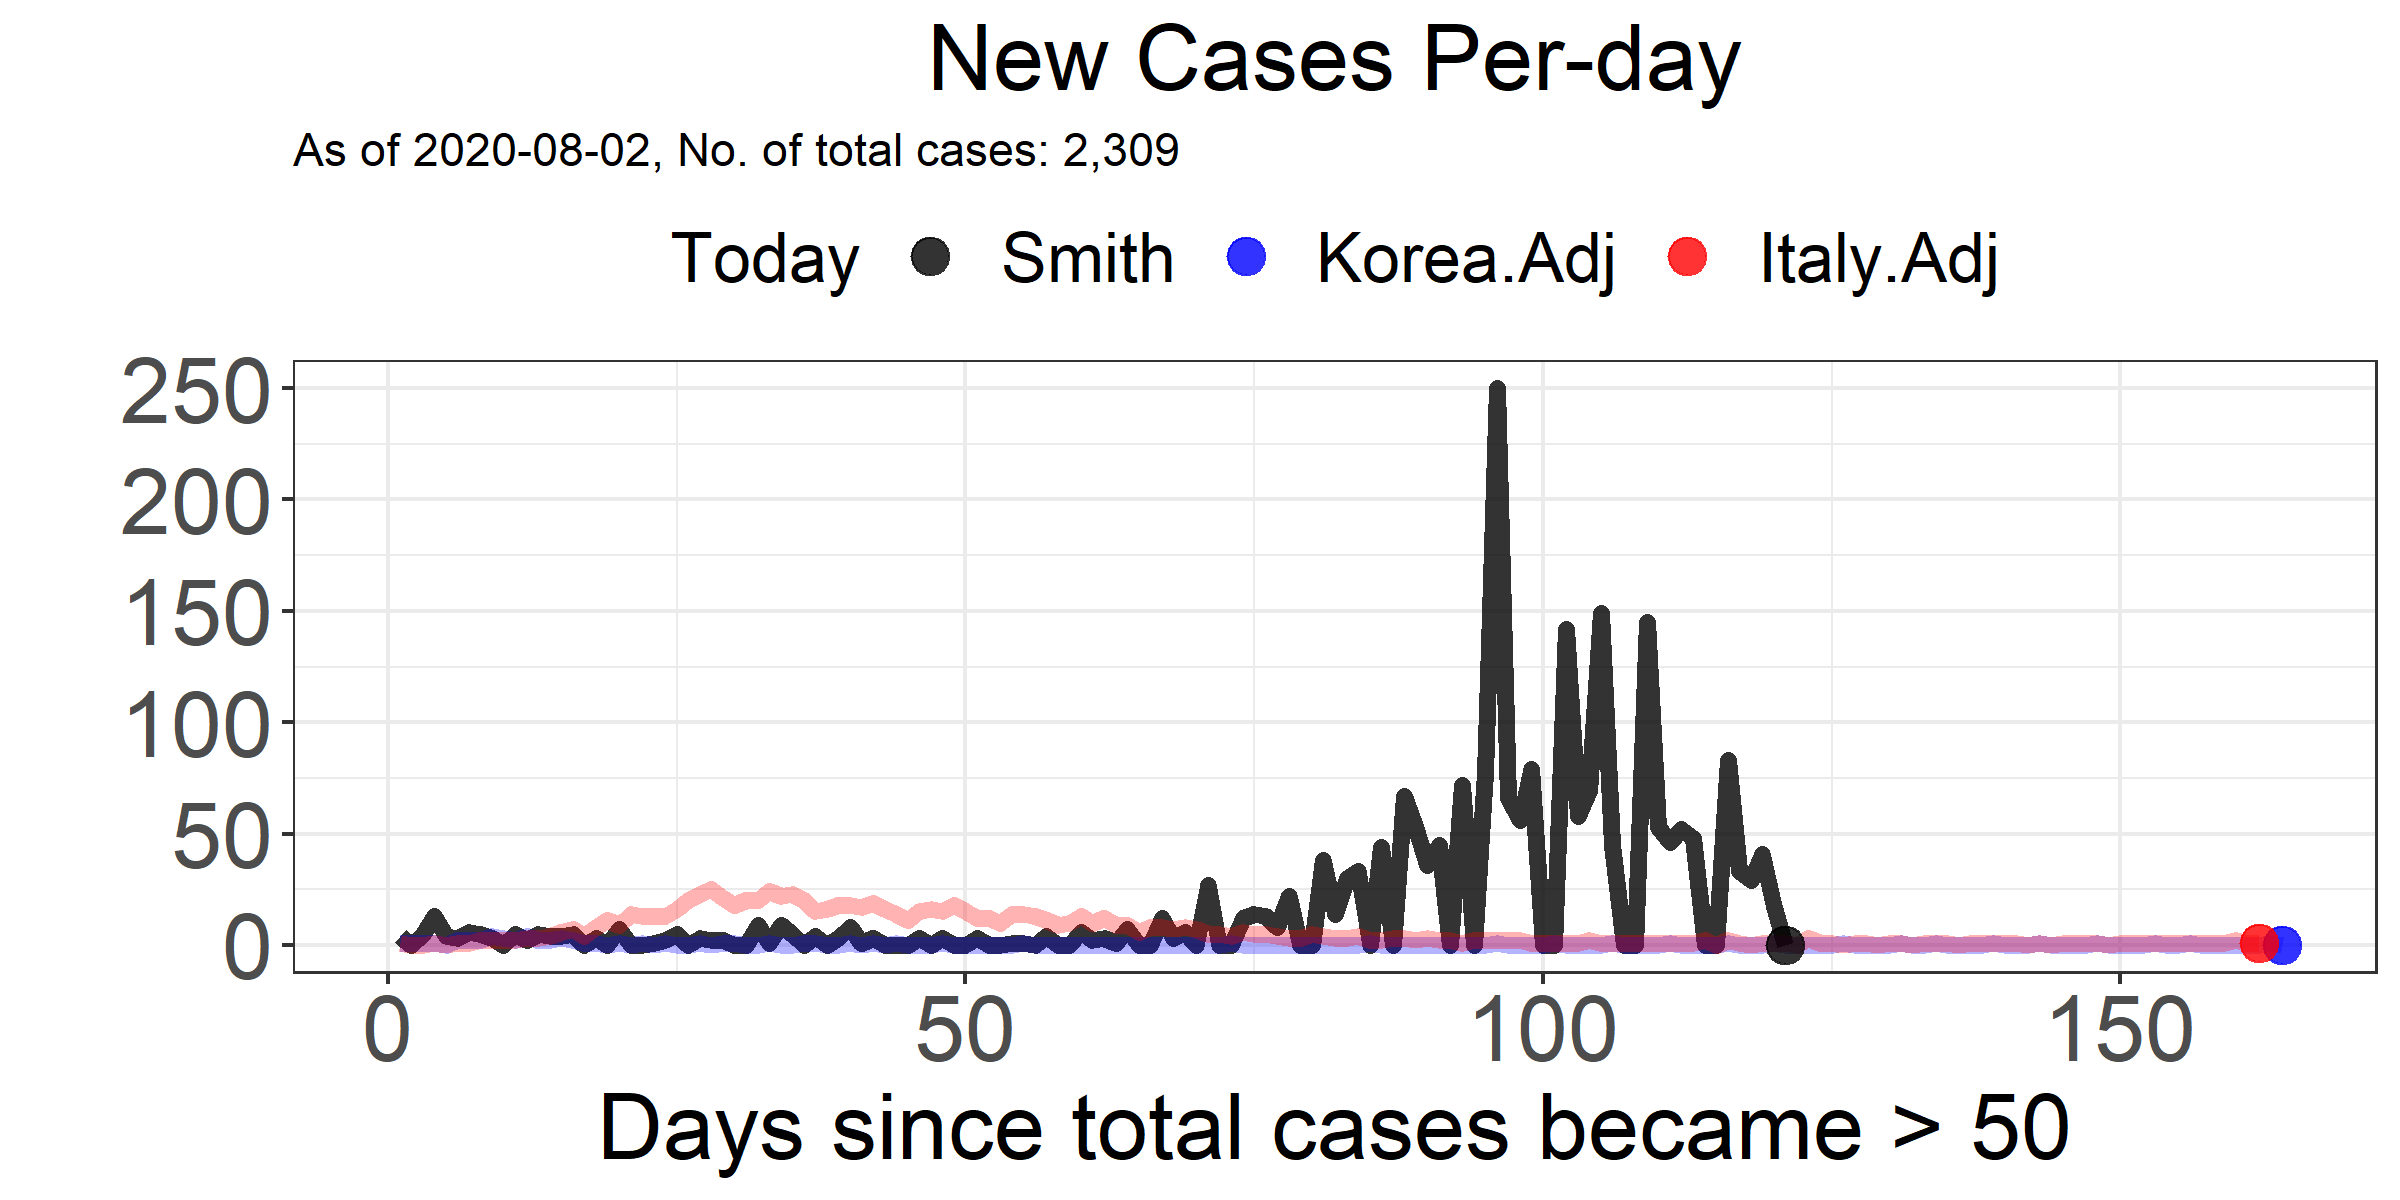 New Cases Per-day
As of 2020-08-02, No. of total cases: 2,309
Today Smith Korea.Adj Italy.Adj
250
200
150
100
50
0
0 50 100 150
Days since total cases became > 50